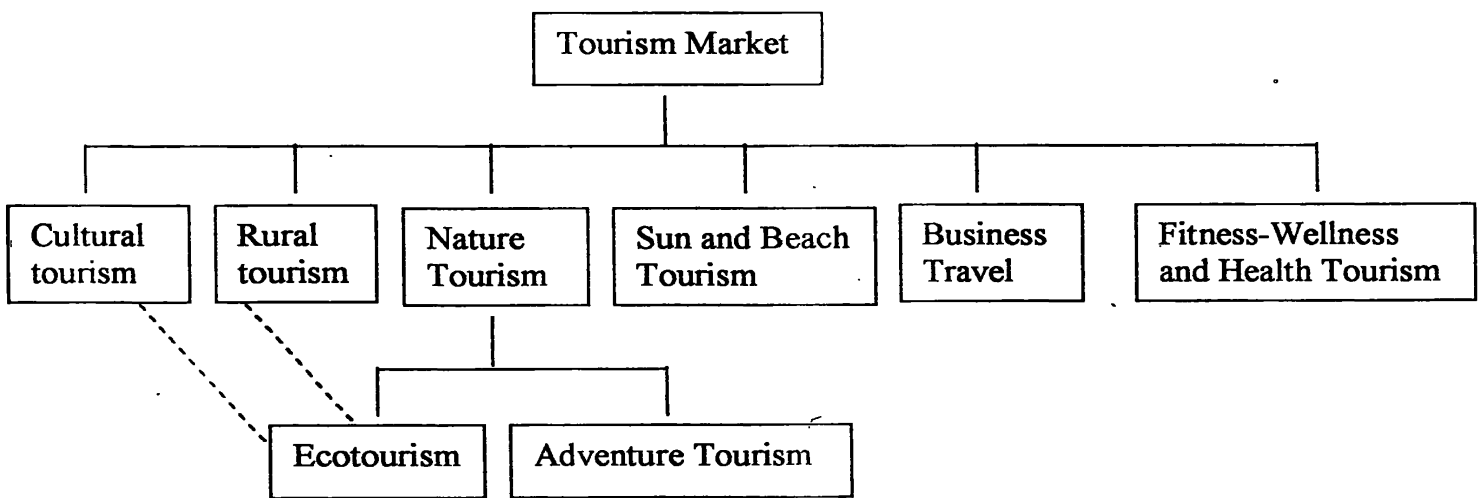 Tourism Market
Cultural
tourism
Rural
tourism
Nature
Tourism
Sun and Beach
Tourism
Business
Travel
Fitness-Wellness
and Health Tourism
Ecotourism
Adventure Tourism